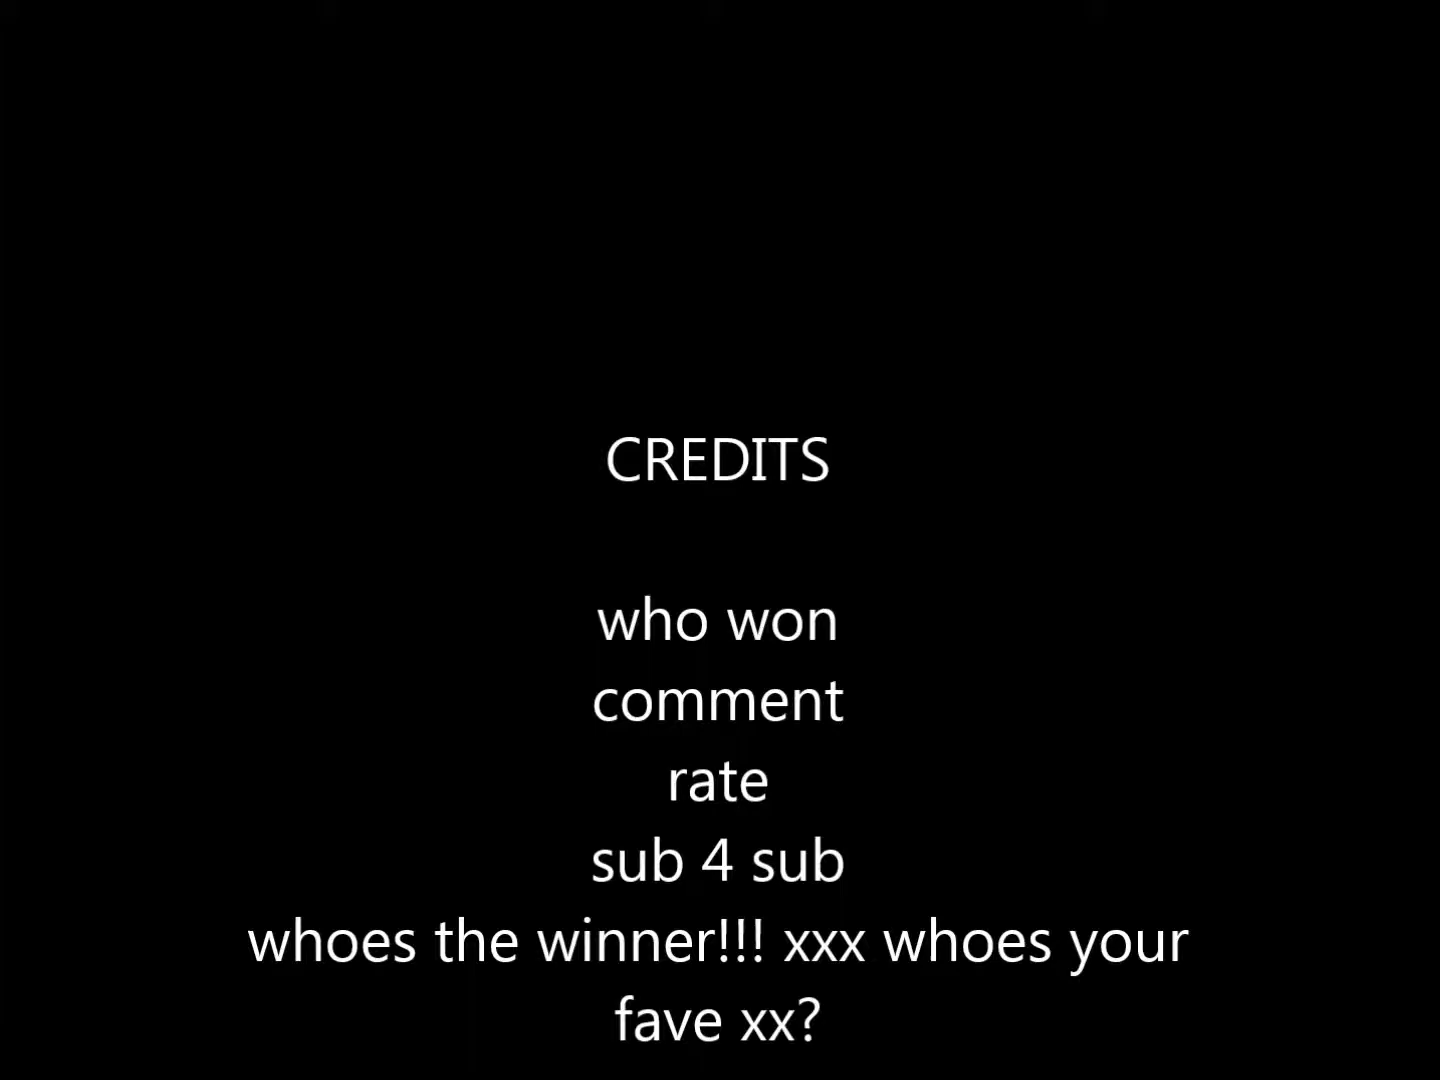 CREDITS
who won
comment
rate
sub 4 sub
whoes the winner!!! xxx whoes your
fave xx?